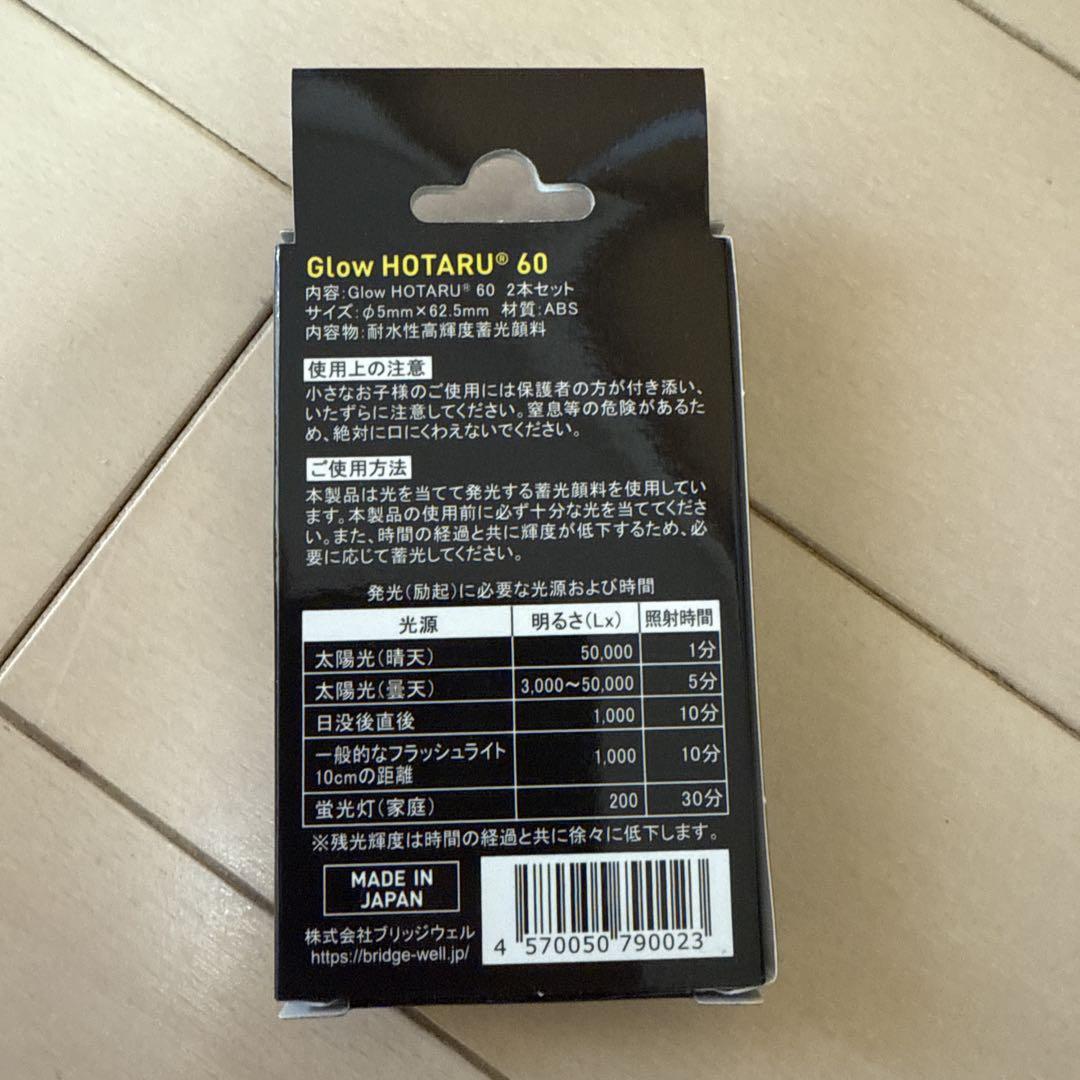 Glow HOTARU® 60
内容:Glow HOTARU® 60 2本セット
サイズ:φ5mm×62.5mm 材質:ABS
内容物:耐水性高輝度蓄光顔料
使用上の注意
小さなお子様のご使用には保護者の方が付き添い、
いたずらに注意してください。窒息等の危険があるた
め、絶対に口にくわえないでください。
ご使用方法
本製品は光を当てて発光する蓄光顔料を使用してい
ます。本製品の使用前に必ず十分な光を当ててくださ
い。また、時間の経過と共に輝度が低下するため、必
要に応じて蓄光してください。
発光(励起)に必要な光源および時間
光源 明るさ(Lx) 照射時間
太陽光(晴天) 50,000 1分
太陽光(曇天) 3,000〜50,000 5分
日没後直後 1,000 10分
一般的なフラッシュライト
10cmの距離 1,000 10分
蛍光灯(家庭) 200 30分
※残光輝度は時間の経過と共に徐々に低下します。
MADE IN
JAPAN
株式会社ブリッジウェル
https://bridge-well.jp/
4 570050 790023